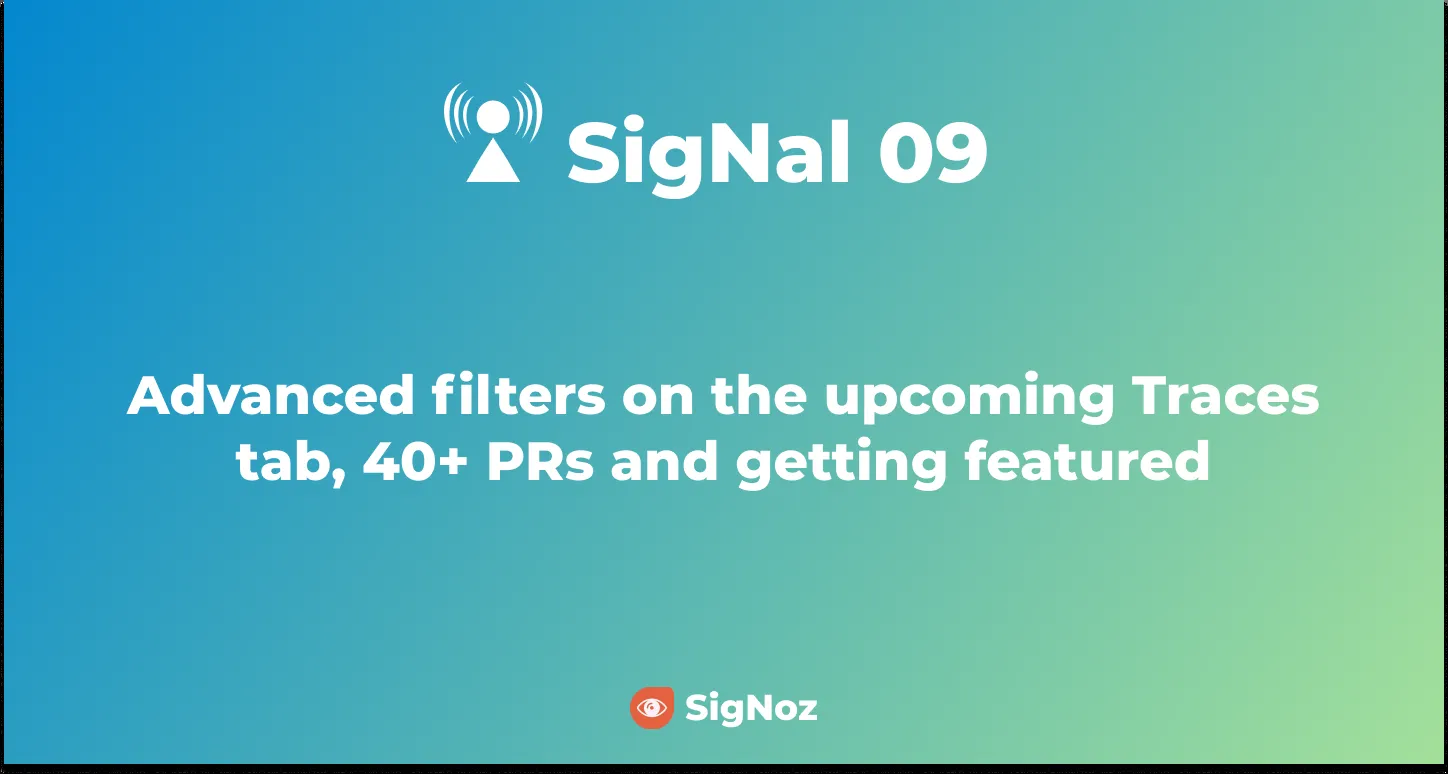 SigNal 09
Advanced filters on the upcoming Traces
tab, 40+ PRs and getting featured
SigNoz